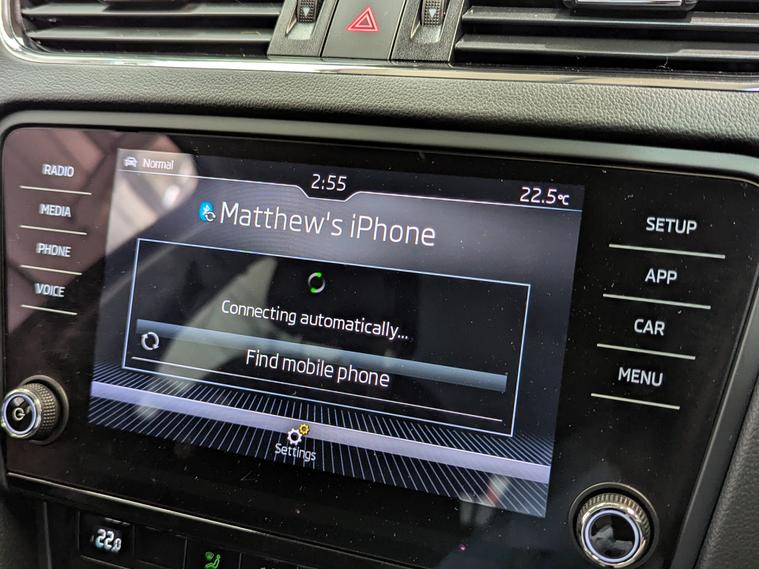 Normal
2:55
22.5°C
Matthew's iPhone
Connecting automatically...
Find mobile phone
Settings
RADIO
MEDIA
PHONE
VOICE
SETUP
APP
CAR
MENU
22.0